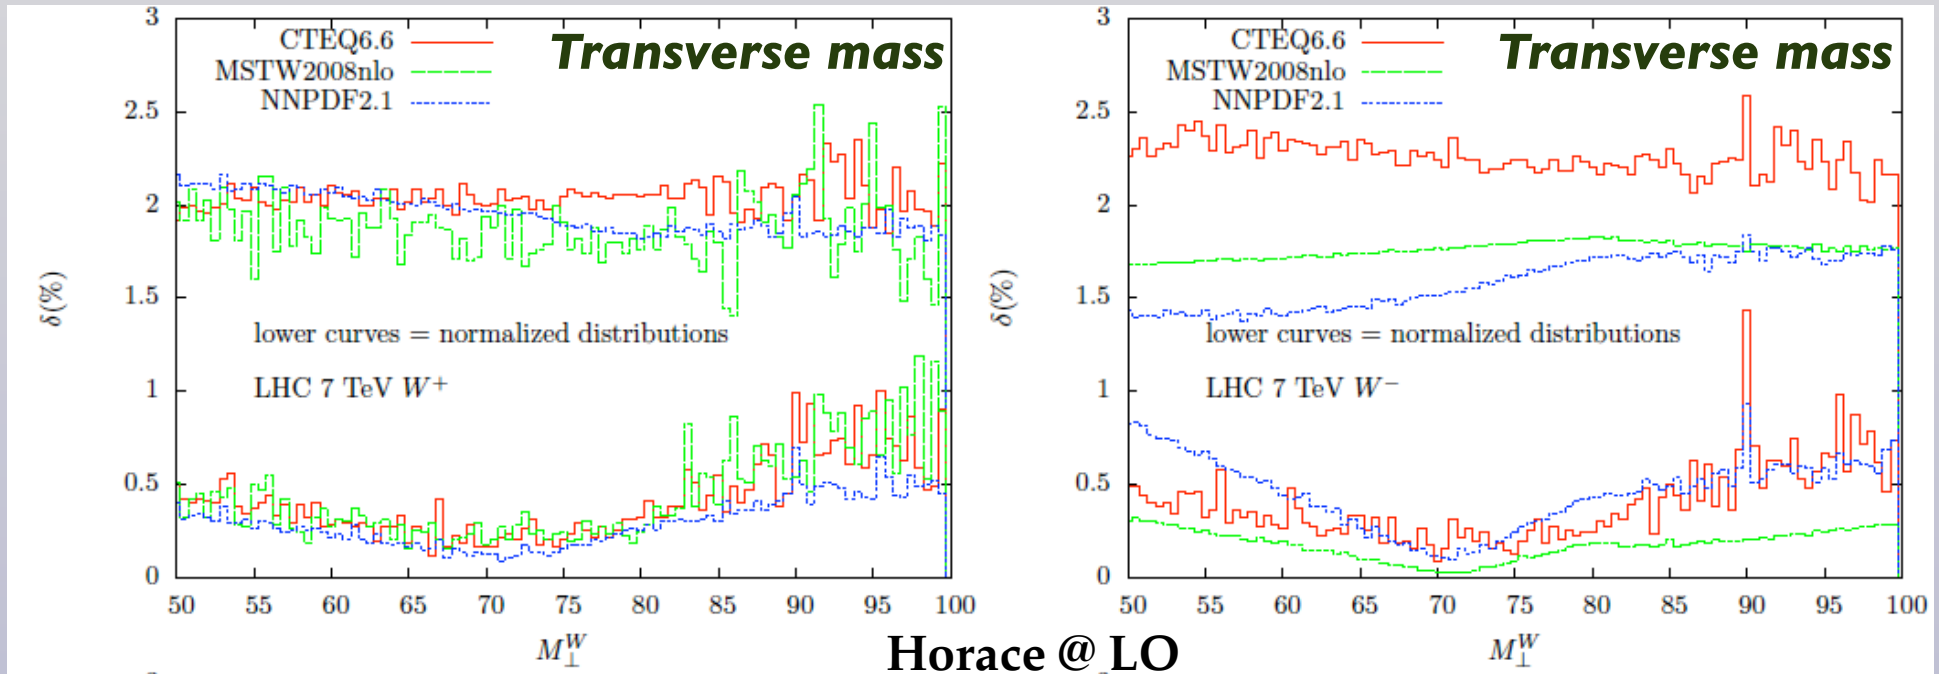 Transverse mass
CTEQ6.6
MSTW2008nlo
NNPDF2.1
3
2.5
2
1.5
1
0.5
0
δ(%)
lower curves = normalized distributions
LHC 7 TeV W⁺
50 55 60 65 70 75 80 85 90 95 100
M⊥ᵂ
Transverse mass
CTEQ6.6
MSTW2008nlo
NNPDF2.1
3
2.5
2
1.5
1
0.5
0
δ(%)
lower curves = normalized distributions
LHC 7 TeV W⁻
50 55 60 65 70 75 80 85 90 95 100
M⊥ᵂ
Horace @ LO